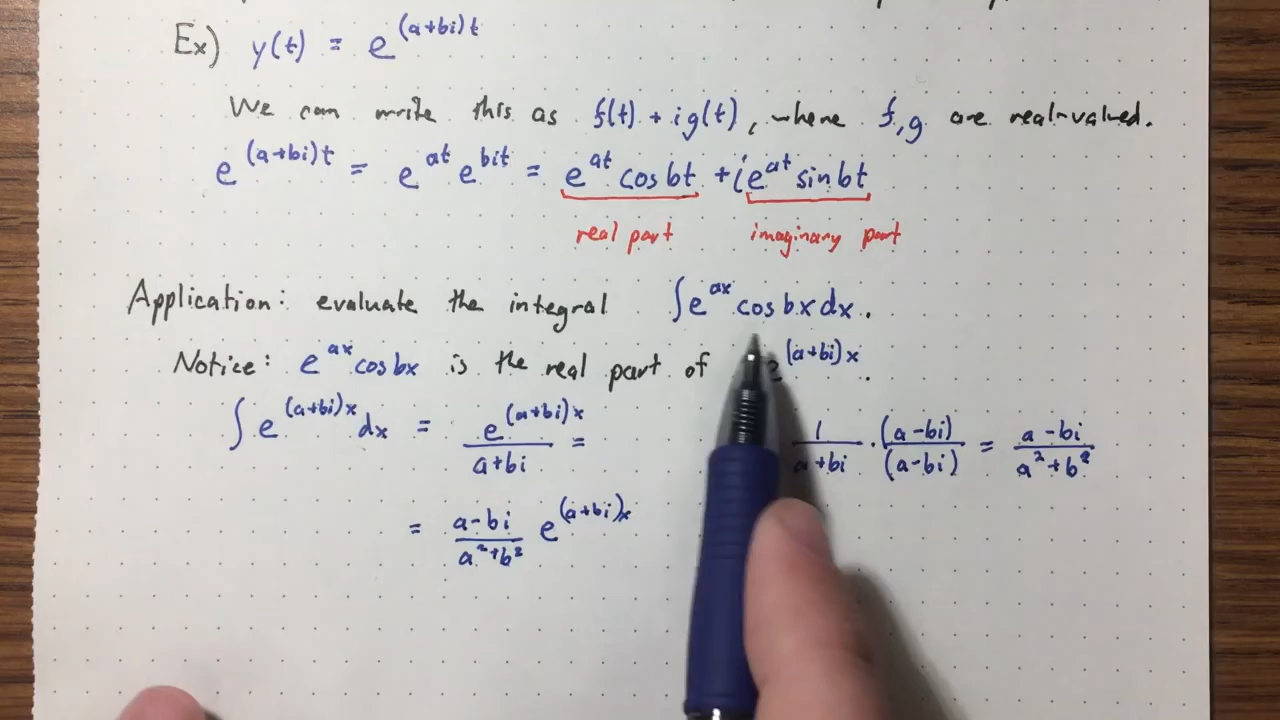 Ex) y(t) = e^(a+bi)t
We can write this as f(t) + i g(t), where f, g are real-valued.
e^(a+bi)t = e^at e^bit = e^at cos bt + i e^at sin bt
real part imaginary part
Application: evaluate the integral ∫e^ax cos bx dx.
Notice: e^ax cos bx is the real part of e^(a+bi)x.
∫e^(a+bi)x dx = e^(a+bi)x / a+bi = 1/a+bi · (a-bi)/(a-bi) = a-bi / a²+b²
= a-bi / a²+b² e^(a+bi)x